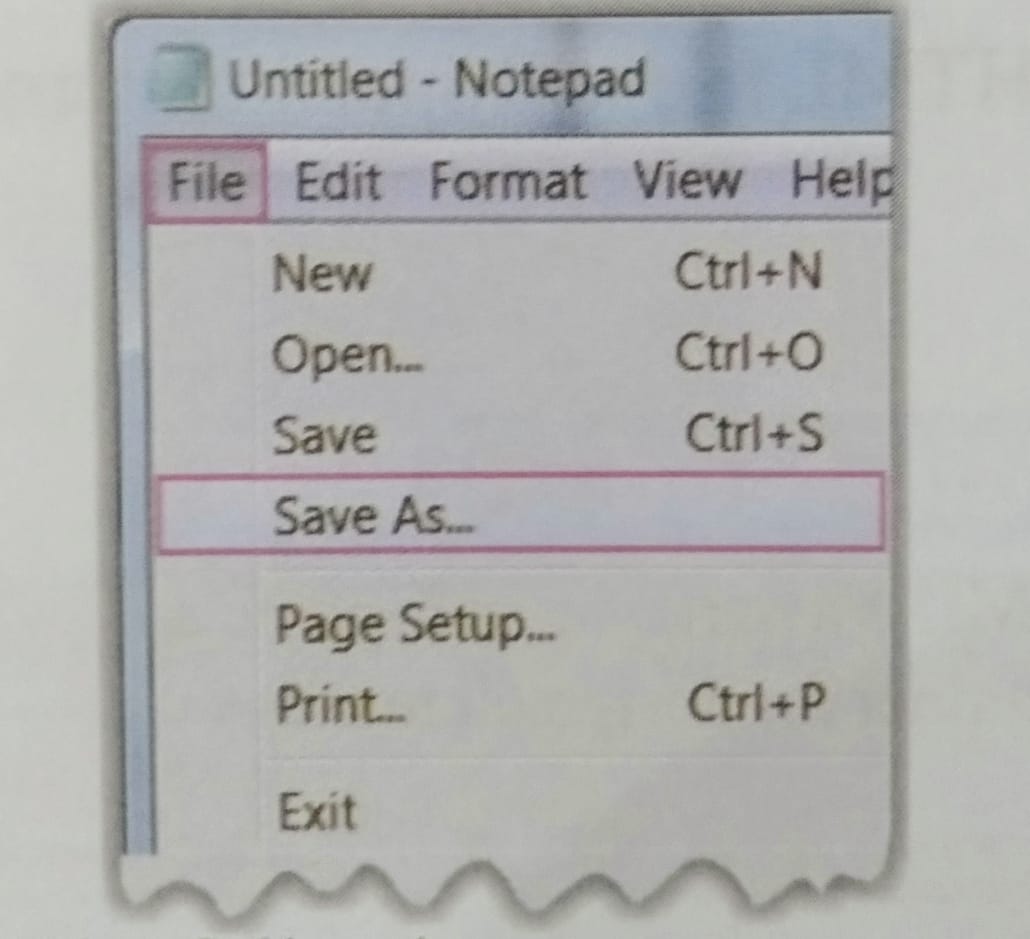 Untitled - Notepad
File Edit Format View Help
New Ctrl+N
Open... Ctrl+O
Save Ctrl+S
Save As...
Page Setup...
Print... Ctrl+P
Exit